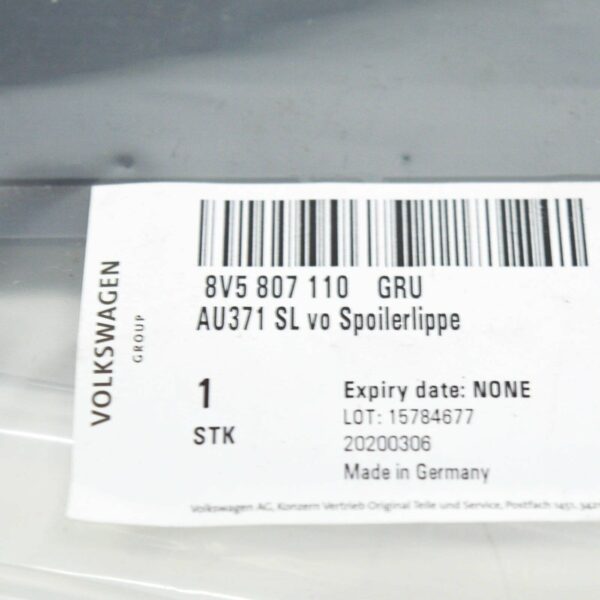 VOLKSWAGEN
GROUP
8V5 807 110 GRU
AU371 SL vo Spoilerlippe
1
STK
Expiry date: NONE
LOT: 15784677
20200306
Made in Germany
Volkswagen AG, Konzern Vertrieb Original Teile und Service, Postfach 1451,